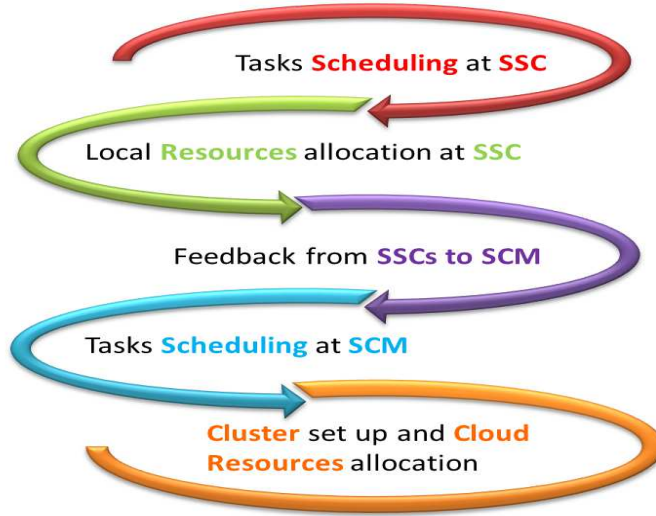 Tasks Scheduling at SSC
Local Resources allocation at SSC
Feedback from SSCs to SCM
Tasks Scheduling at SCM
Cluster set up and Cloud
Resources allocation